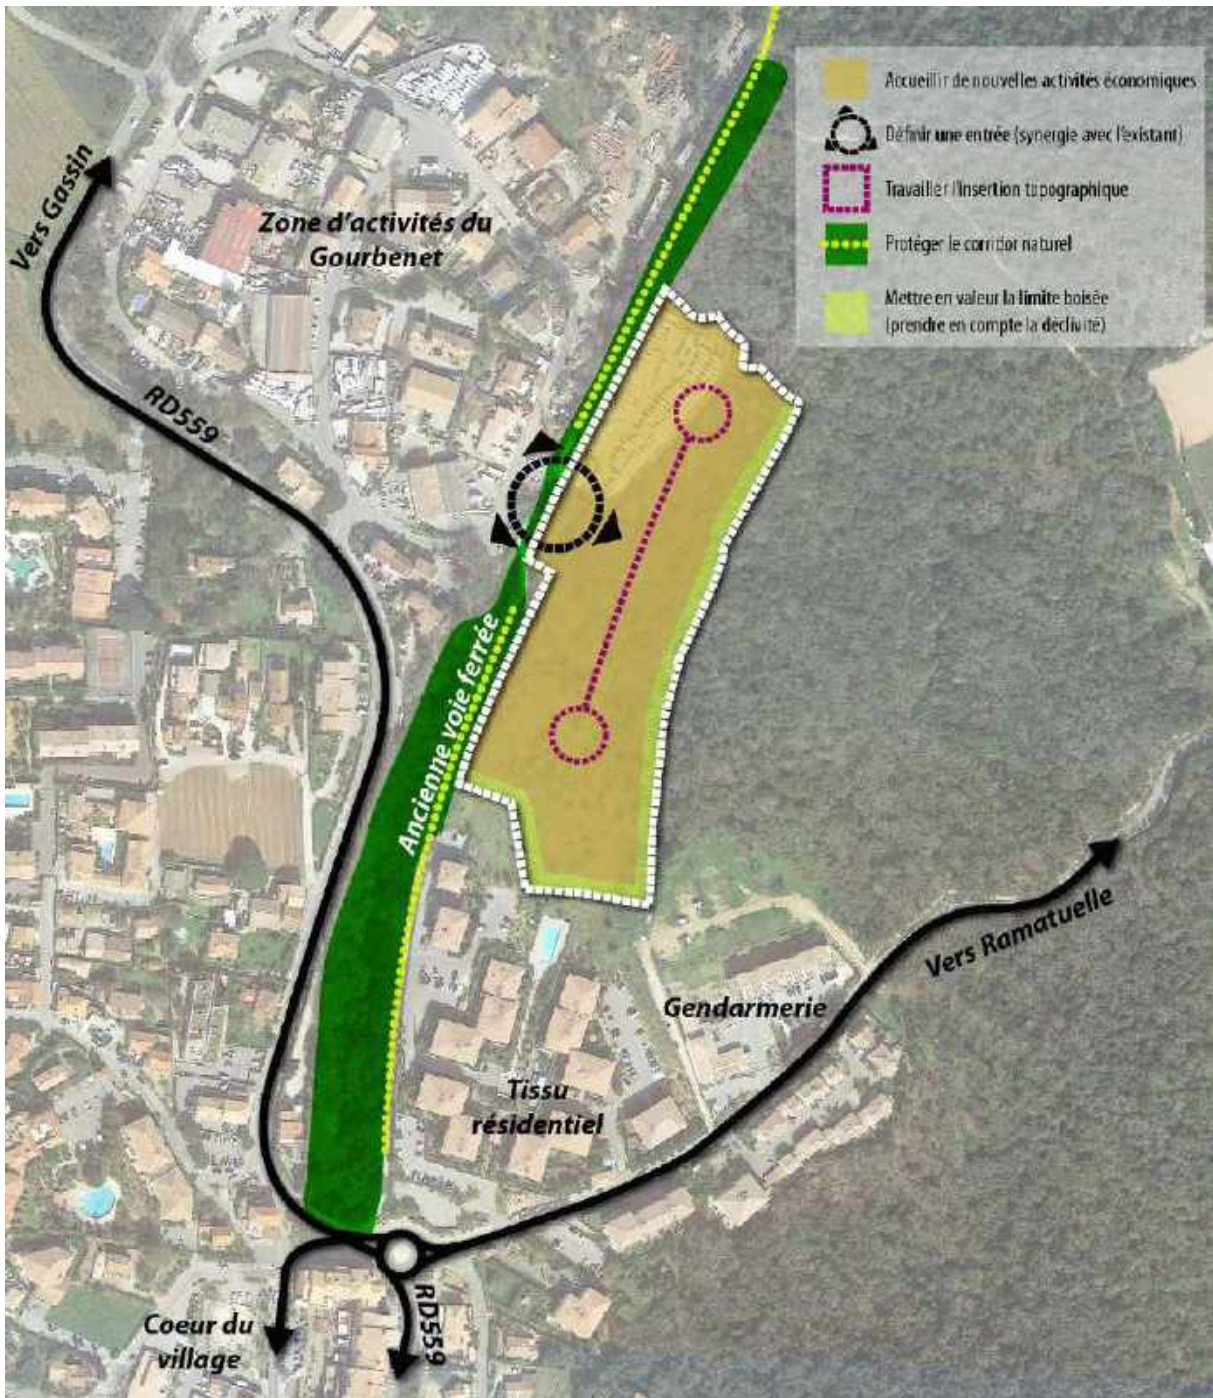 Accueillir de nouvelles activités économiques
Définir une entrée (synergie avec l'existant)
Travailler l'insertion topographique
Protéger le corridor naturel
Mettre en valeur la limite boisée
(prendre en compte la déclivité)
Vers Gassin
Zone d'activités du
Gourbenet
RD559
Ancienne voie ferrée
Vers Ramatuelle
Gendarmerie
Tissu
résidentiel
Coeur du
village
RD559